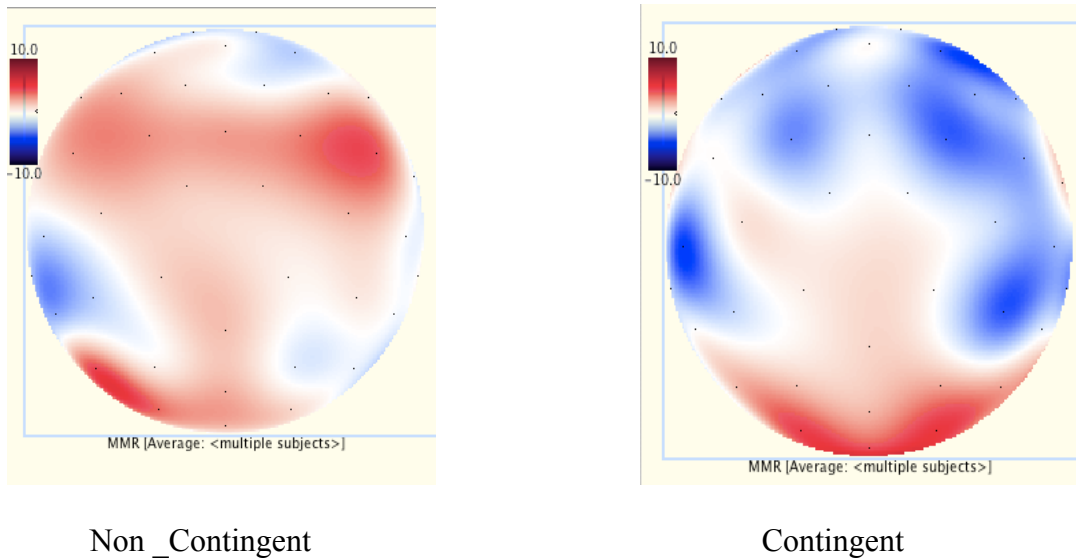 10.0
-10.0
MMR [Average: <multiple subjects>]
Non _Contingent
10.0
-10.0
MMR [Average: <multiple subjects>]
Contingent